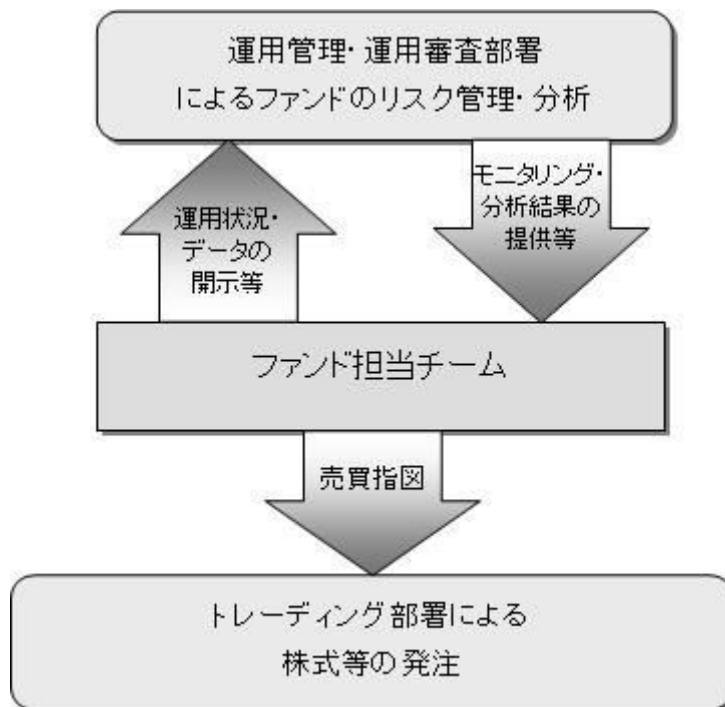 運用管理・運用審査部署
によるファンドのリスク管理・分析
運用状況・
データの
開示等
モニタリング・
分析結果の
提供等
ファンド担当チーム
売買指図
トレーディング部署による
株式等の発注